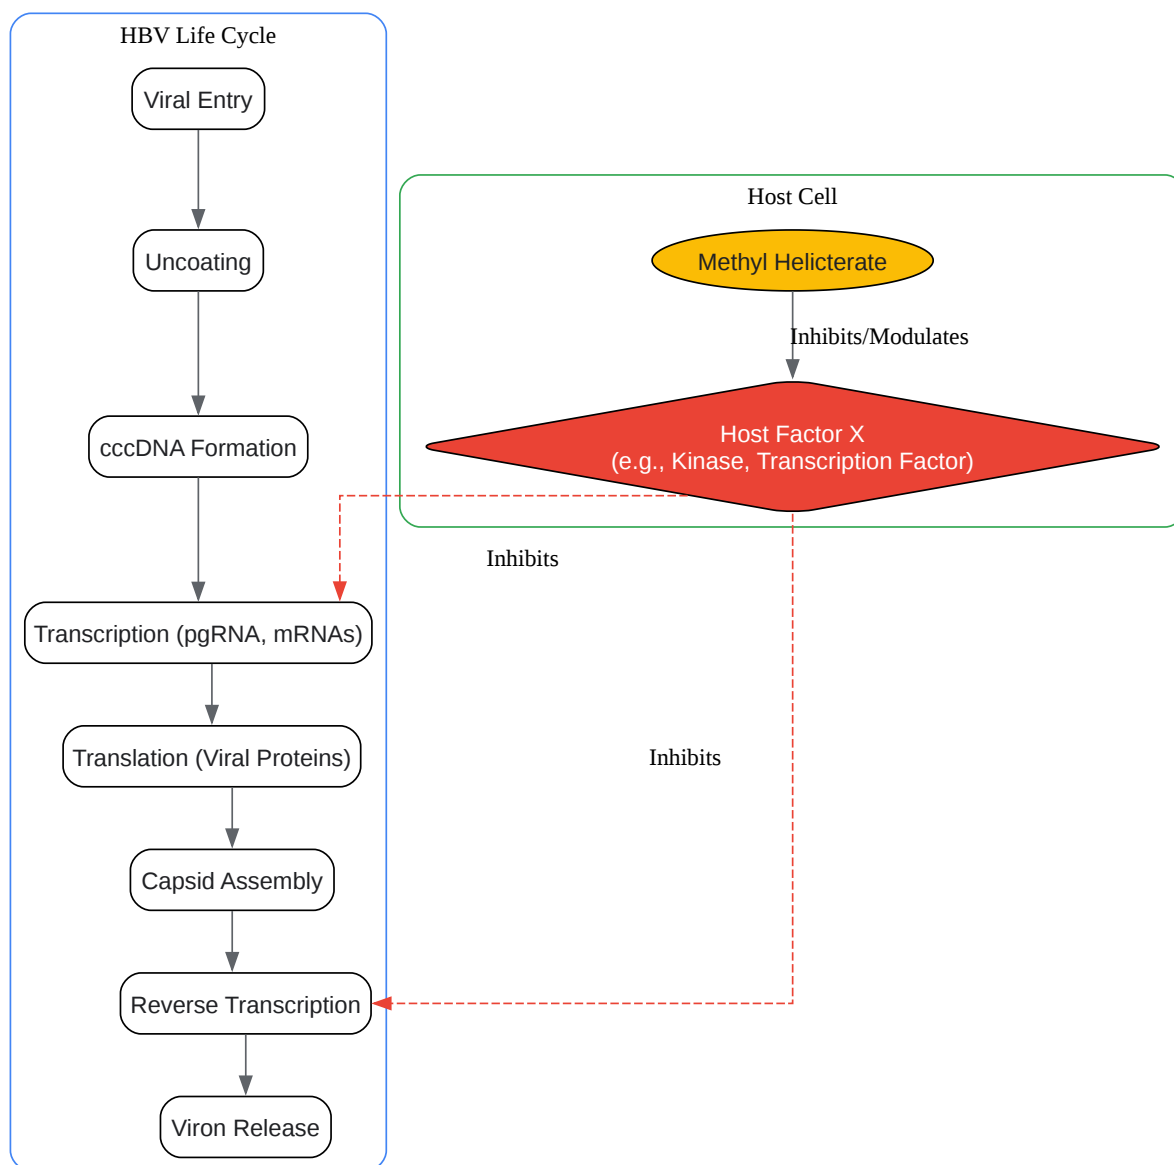 HBV Life Cycle
Viral Entry
Uncoating
cccDNA Formation
Transcription (pgRNA, mRNAs)
Translation (Viral Proteins)
Capsid Assembly
Reverse Transcription
Viron Release
Host Cell
Methyl Helicterate
Inhibits/Modulates
Host Factor X
(e.g., Kinase, Transcription Factor)
Inhibits
Inhibits